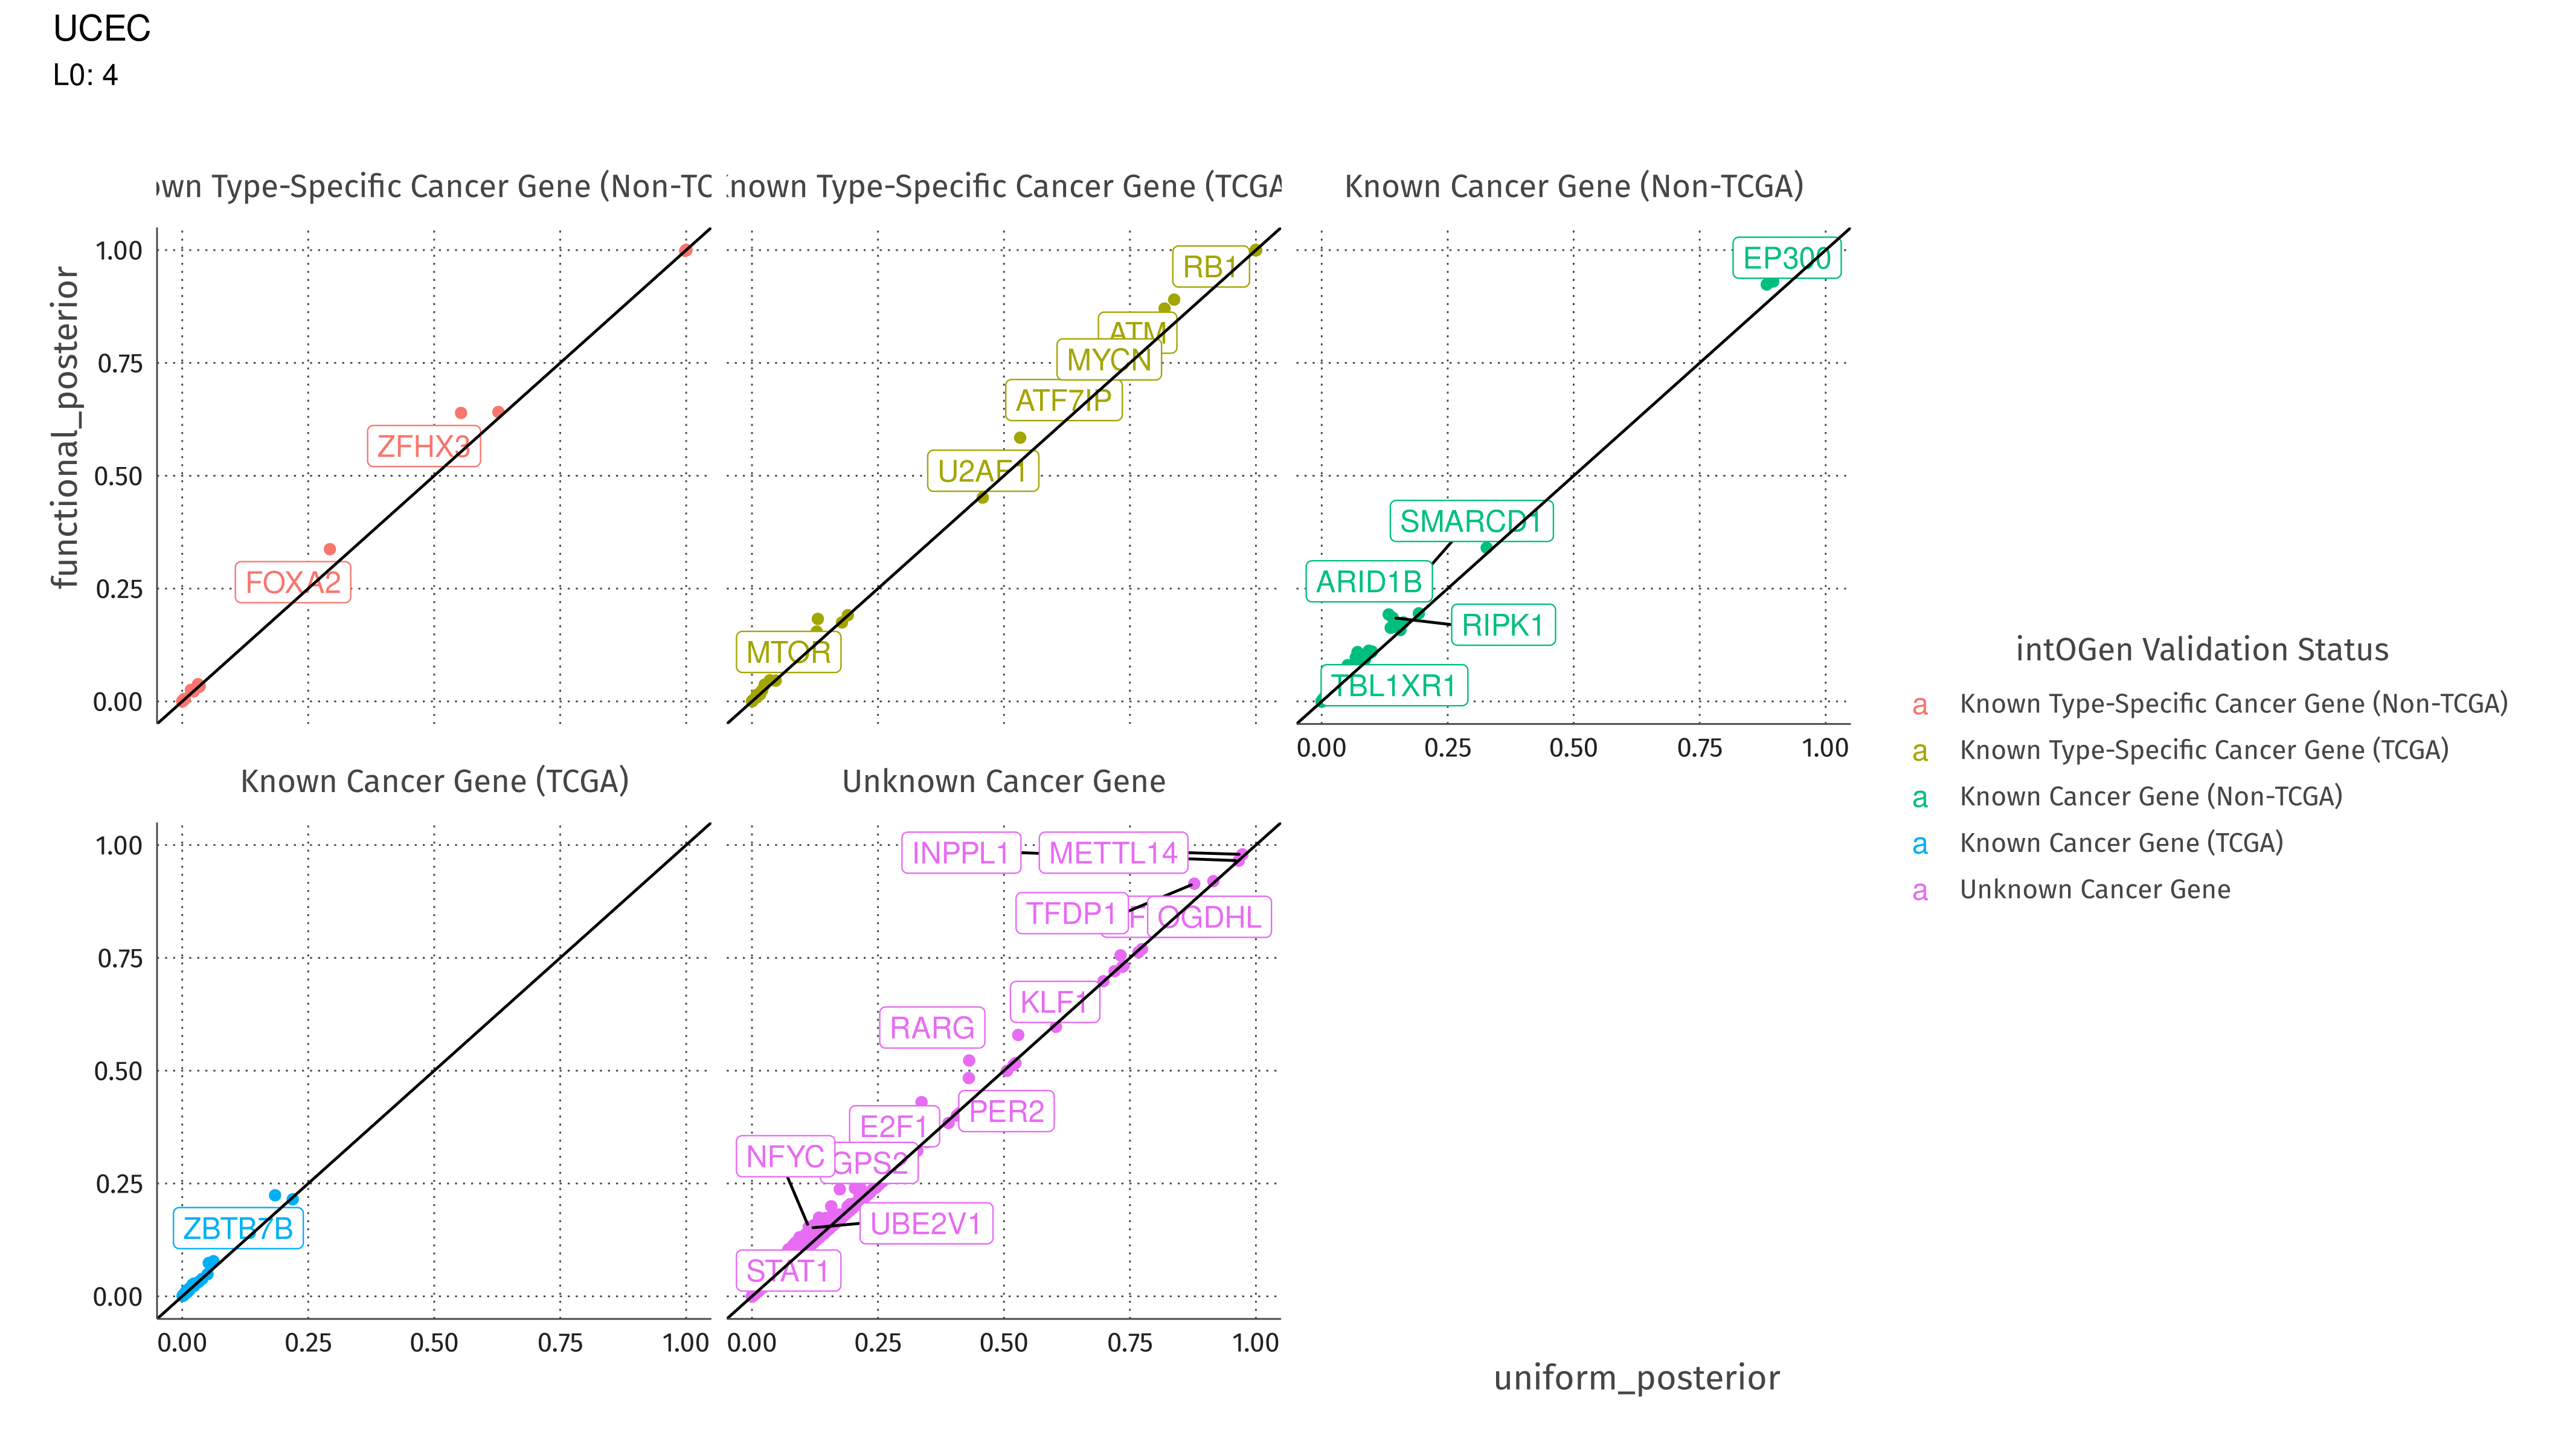 UCEC
L0: 4
own Type-Specific Cancer Gene (Non-TC
Known Type-Specific Cancer Gene (TCGA
Known Cancer Gene (Non-TCGA)
functional_posterior
1.00
0.75
0.50
0.25
0.00
ZFHX3
FOXA2
RB1
ATM
MYCN
ATF7IP
U2AF1
MTOR
EP300
SMARCD1
ARID1B
RIPK1
TBL1XR1
0.00 0.25 0.50 0.75 1.00
Known Cancer Gene (TCGA)
Unknown Cancer Gene
1.00
0.75
0.50
0.25
0.00
ZBTB7B
INPPL1
METTL14
TFDP1
OGDHL
KLF1
RARG
PER2
E2F1
NFYC
GPS2
UBE2V1
STAT1
0.00 0.25 0.50 0.75 1.00
0.00 0.25 0.50 0.75 1.00
uniform_posterior
intOGen Validation Status
a Known Type-Specific Cancer Gene (Non-TCGA)
a Known Type-Specific Cancer Gene (TCGA)
a Known Cancer Gene (Non-TCGA)
a Known Cancer Gene (TCGA)
a Unknown Cancer Gene